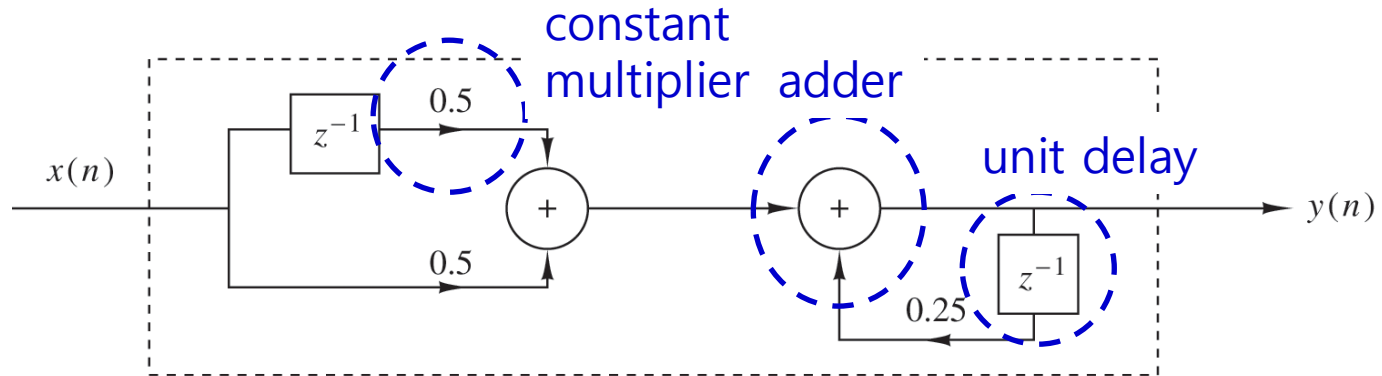 constant
multiplier adder
0.5
z⁻¹
unit delay
x(n)
+
+
y(n)
0.5
z⁻¹
0.25